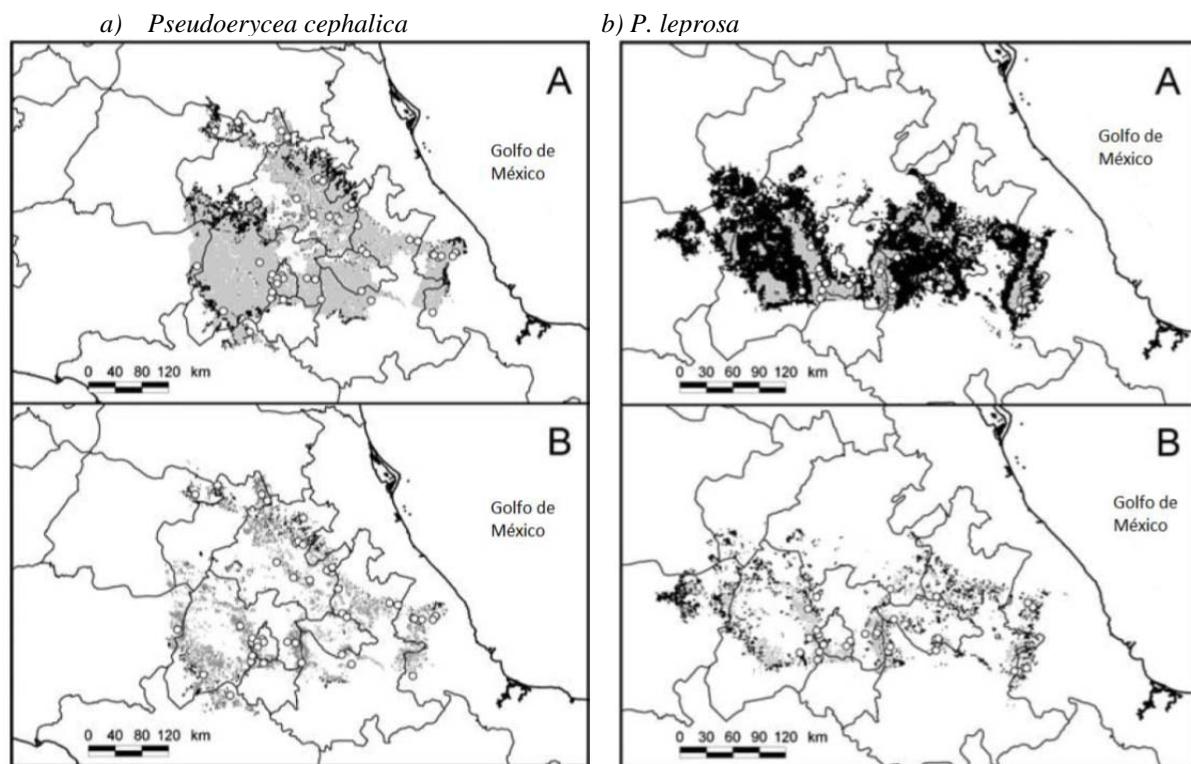 a) Pseudoerycea cephalica
b) P. leprosa
A
Golfo de
México
0 40 80 120 km
A
Golfo de
México
0 30 60 90 120 km
B
Golfo de
México
0 40 80 120 km
B
Golfo de
México
0 30 60 90 120 km